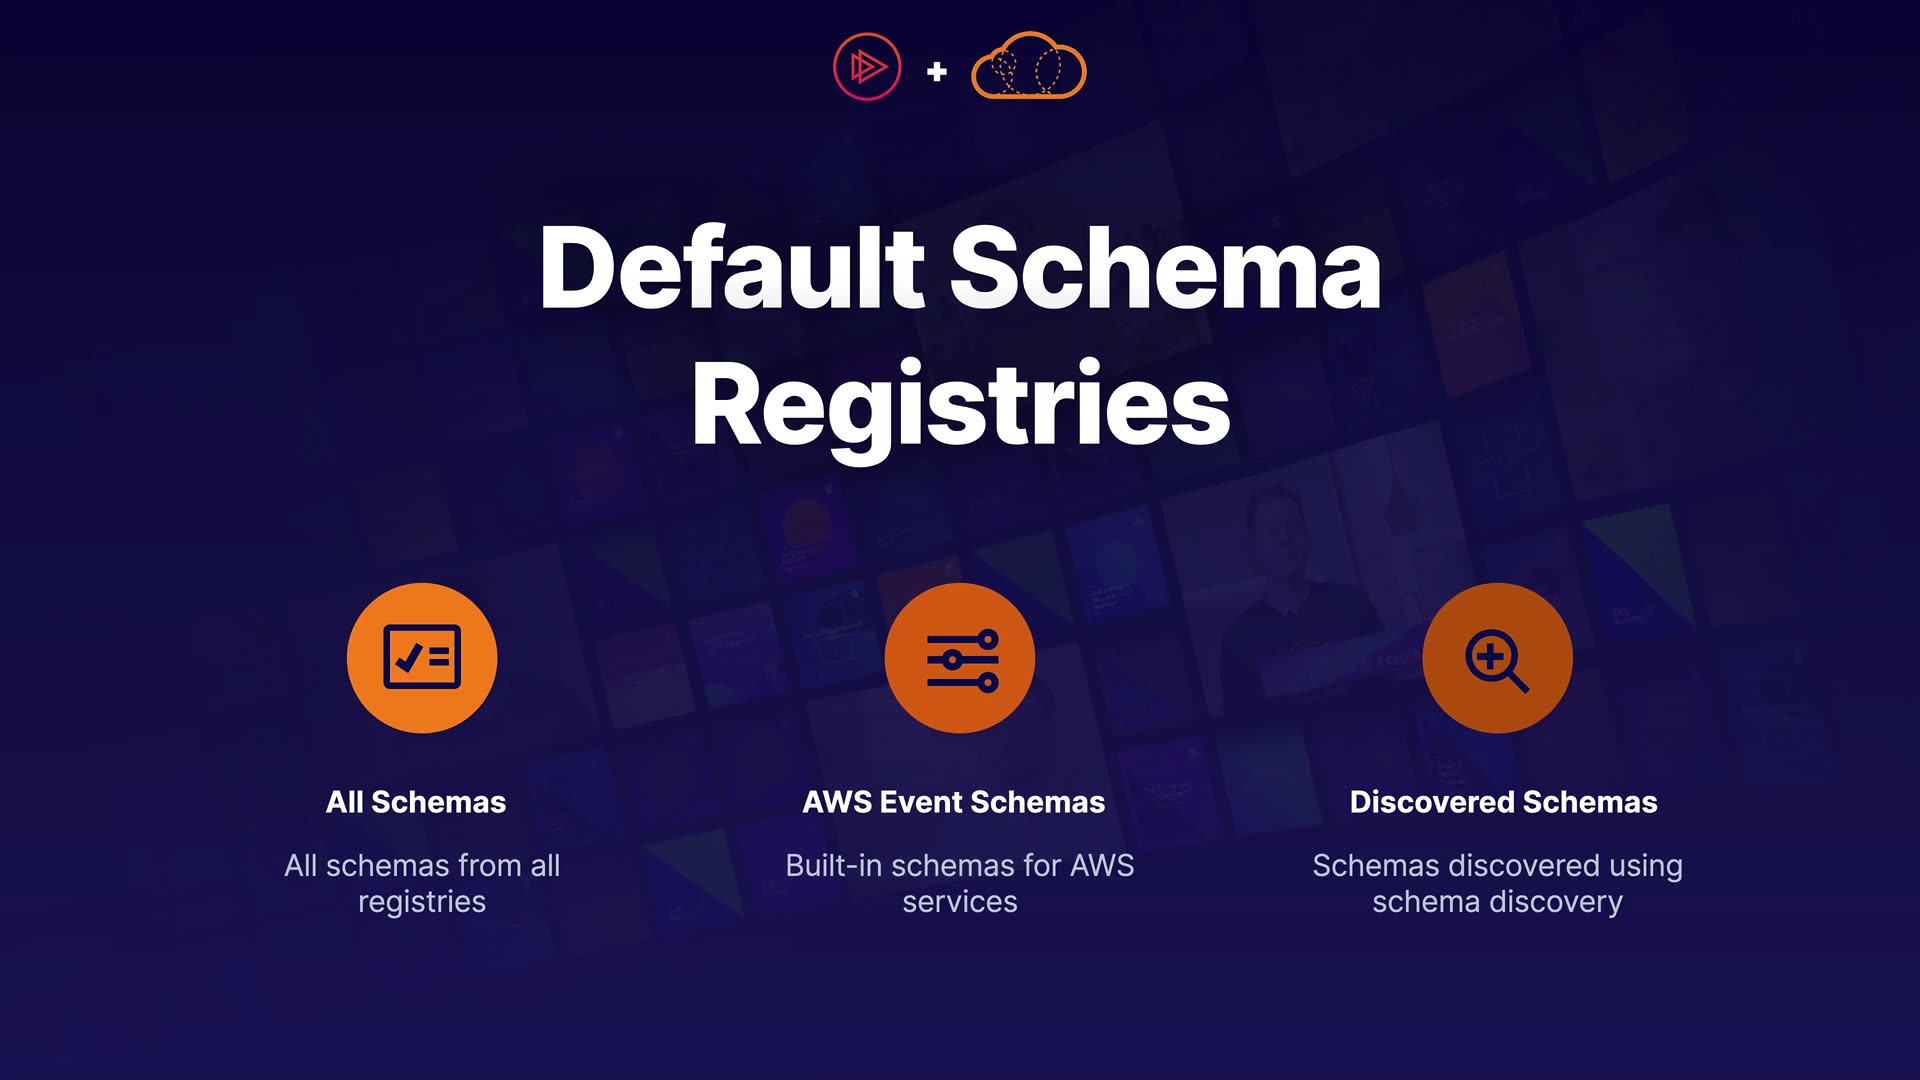 Default Schema
Registries
All Schemas
All schemas from all
registries
AWS Event Schemas
Built-in schemas for AWS
services
Discovered Schemas
Schemas discovered using
schema discovery